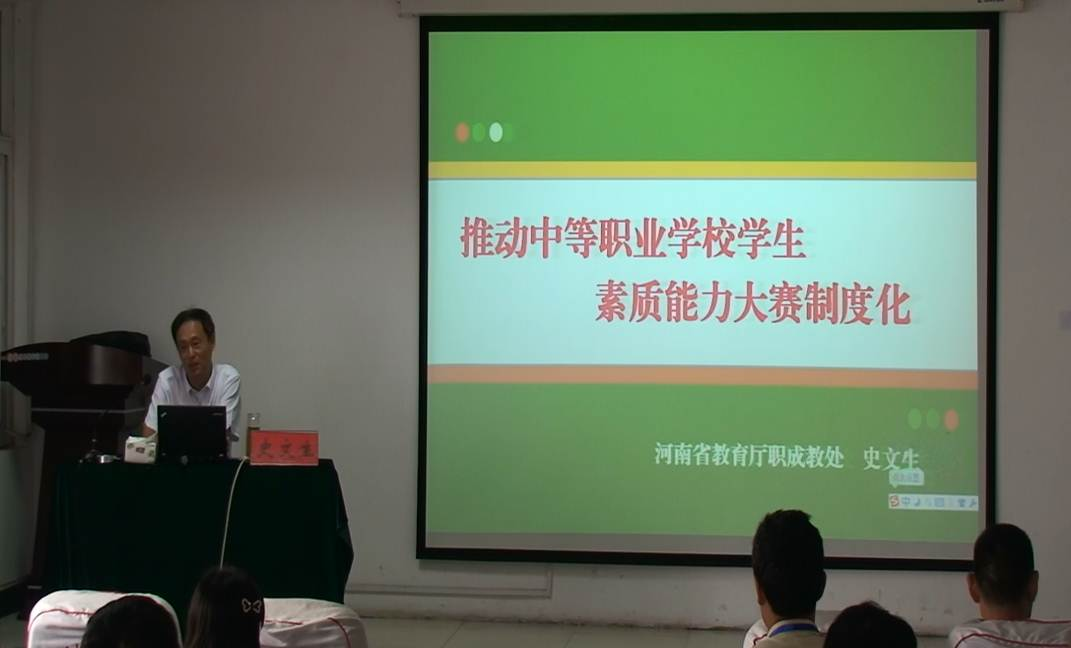 推动中等职业学校学生
素质能力大赛制度化
河南省教育厅职成教处 史文生
史文生
中